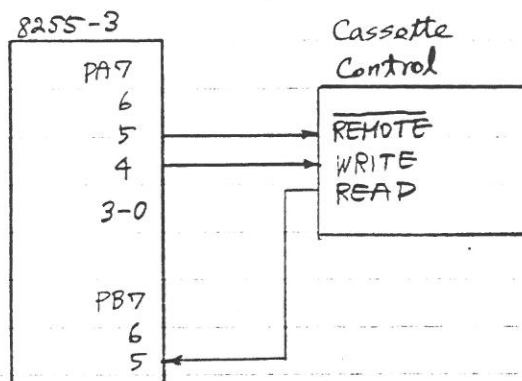 8255-3
Cassette
Control
PA7
6
5
4
3-0
REMOTE
WRITE
READ
PB7
6
5